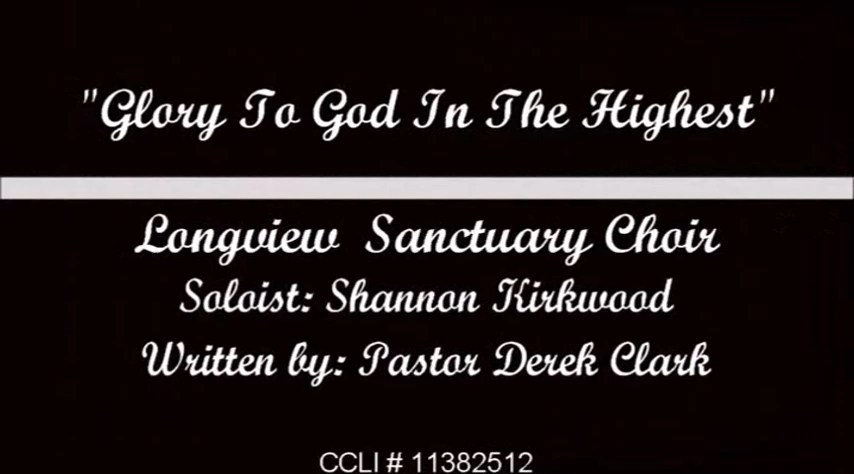 "Glory To God In The Highest"
Longview Sanctuary Choir
Soloist: Shannon Kirkwood
Written by: Pastor Derek Clark
CCLI # 11382512